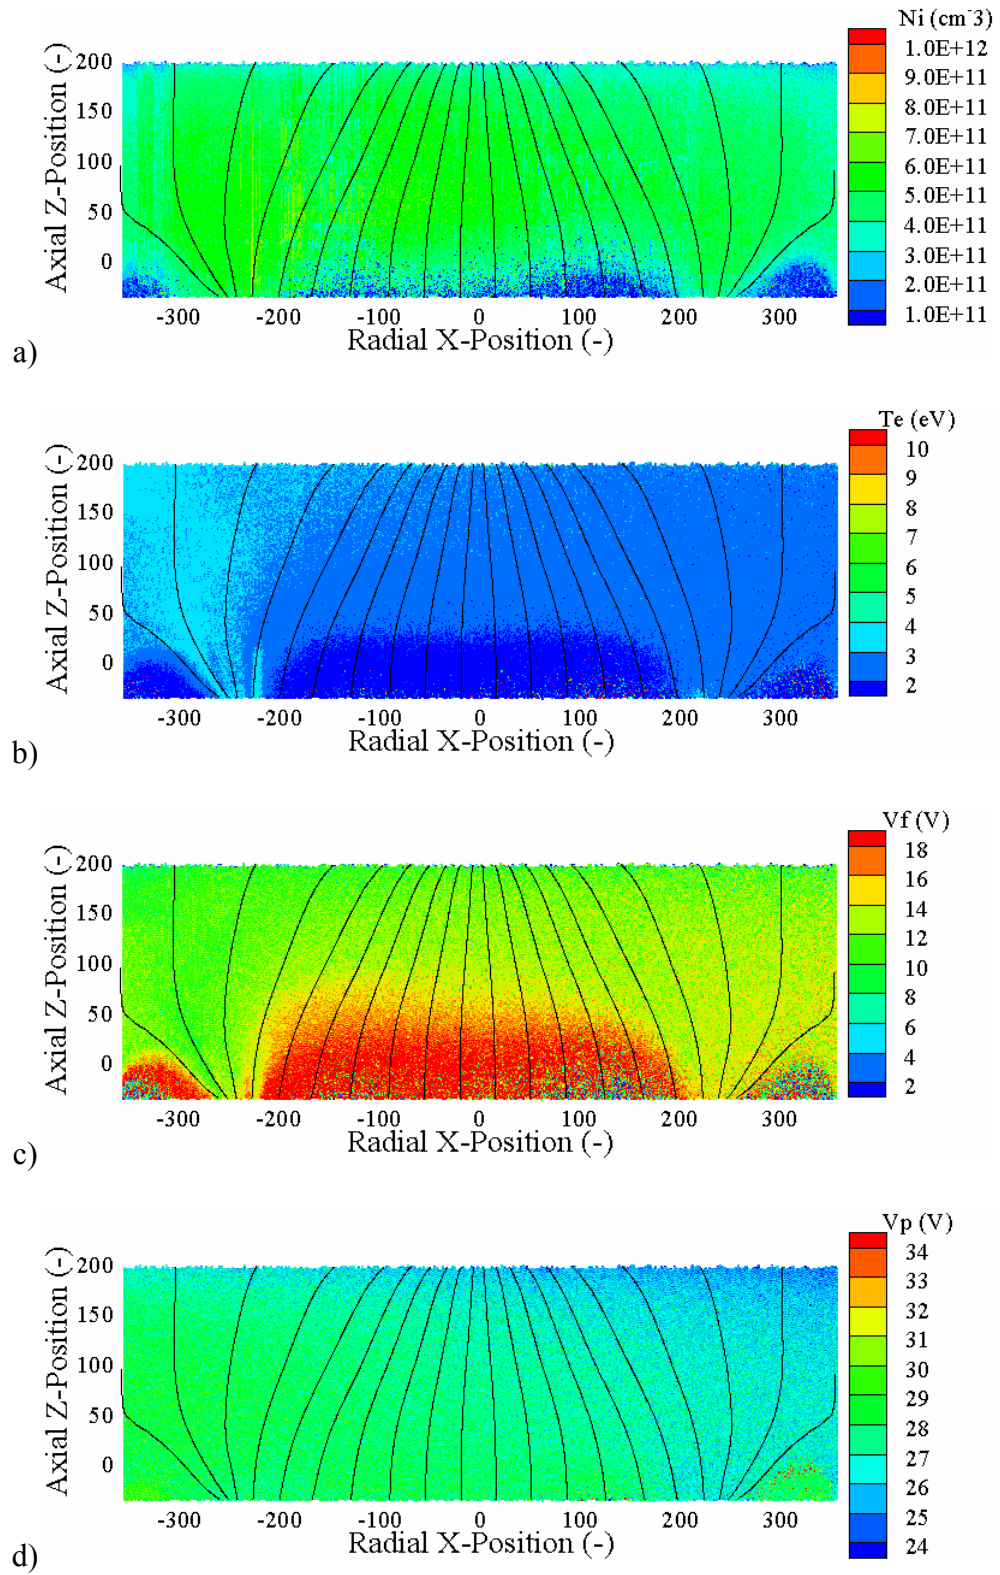 Ni (cm-3)
1.0E+12
9.0E+11
8.0E+11
7.0E+11
6.0E+11
5.0E+11
4.0E+11
3.0E+11
2.0E+11
1.0E+11
Axial Z-Position (-)
200
150
100
50
0
-300 -200 -100 0 100 200 300
Radial X-Position (-)
a)
Te (eV)
10
9
8
7
6
5
4
3
2
Axial Z-Position (-)
200
150
100
50
0
-300 -200 -100 0 100 200 300
Radial X-Position (-)
b)
Vf (V)
18
16
14
12
10
8
6
4
2
Axial Z-Position (-)
200
150
100
50
0
-300 -200 -100 0 100 200 300
Radial X-Position (-)
c)
Vp (V)
34
33
32
31
30
29
28
27
26
25
24
Axial Z-Position (-)
200
150
100
50
0
-300 -200 -100 0 100 200 300
Radial X-Position (-)
d)